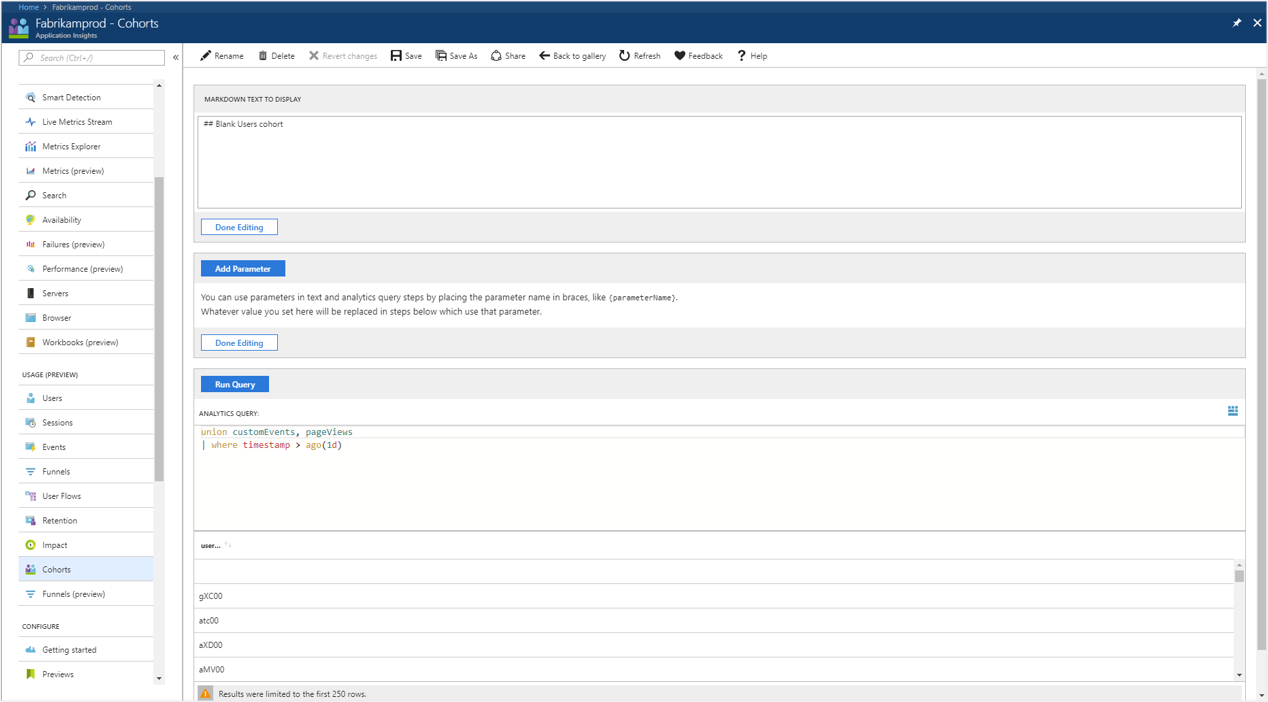 Home > Fabrikamprod - Cohorts
Fabrikamprod - Cohorts
Application Insights
Search (Ctrl+/)
«
Smart Detection
Live Metrics Stream
Metrics Explorer
Metrics (preview)
Search
Availability
Failures (preview)
Performance (preview)
Servers
Browser
Workbooks (preview)
USAGE (PREVIEW)
Users
Sessions
Events
Funnels
User Flows
Retention
Impact
Cohorts
Funnels (preview)
CONFIGURE
Getting started
Previews
Rename Delete Revert changes Save Save As Share Back to gallery Refresh Feedback ? Help
MARKDOWN TEXT TO DISPLAY
## Blank Users cohort
Done Editing
Add Parameter
You can use parameters in text and analytics query steps by placing the parameter name in braces, like {parameterName}.
Whatever value you set here will be replaced in steps below which use that parameter.
Done Editing
Run Query
ANALYTICS QUERY:
union customEvents, pageViews
| where timestamp > ago(1d)
user...
gXC00
atc00
aXD00
aMV00
Results were limited to the first 250 rows.